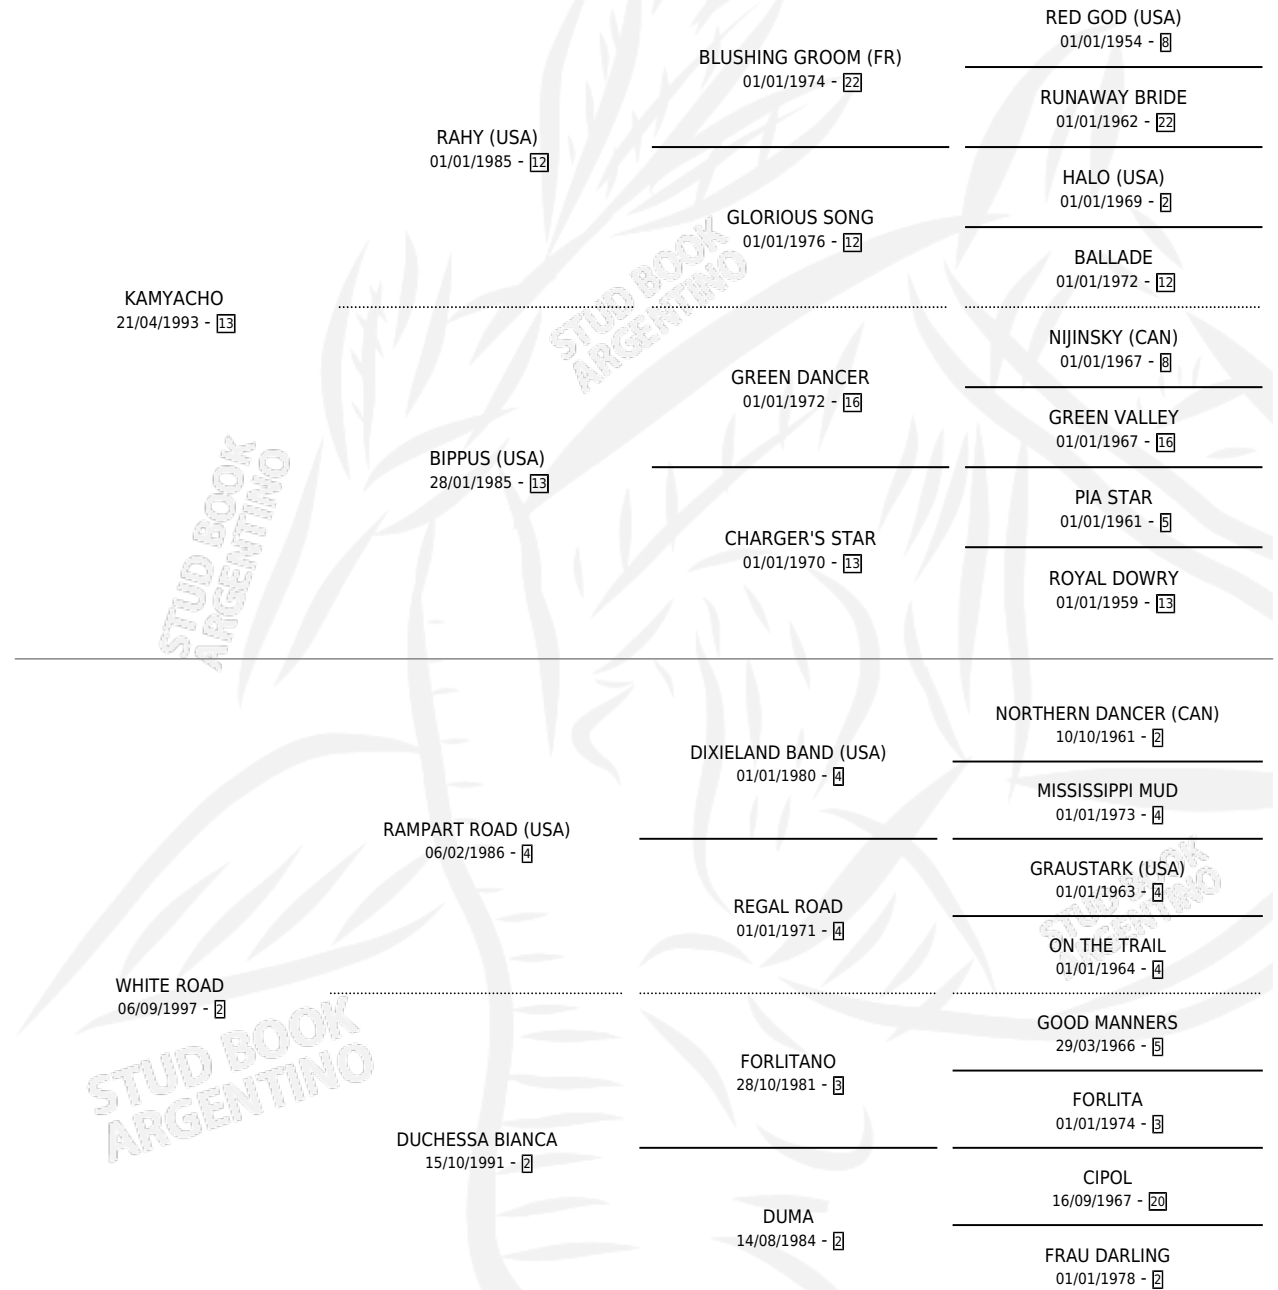 RED GOD (USA)
01/01/1954 - 8
BLUSHING GROOM (FR)
01/01/1974 - 22
RUNAWAY BRIDE
01/01/1962 - 22
RAHY (USA)
01/01/1985 - 12
HALO (USA)
01/01/1969 - 2
GLORIOUS SONG
01/01/1976 - 12
BALLADE
01/01/1972 - 12
KAMYACHO
21/04/1993 - 13
STUD BOOK
ARGENTINO
NIJINSKY (CAN)
01/01/1967 - 8
GREEN DANCER
01/01/1972 - 16
GREEN VALLEY
01/01/1967 - 16
BIPPUS (USA)
28/01/1985 - 13
PIA STAR
01/01/1961 - 5
CHARGER'S STAR
01/01/1970 - 13
ROYAL DOWRY
01/01/1959 - 13
STUD BOOK
ARGENTINO
NORTHERN DANCER (CAN)
10/10/1961 - 2
DIXIELAND BAND (USA)
01/01/1980 - 4
MISSISSIPPI MUD
01/01/1973 - 4
RAMPART ROAD (USA)
06/02/1986 - 4
GRAUSTARK (USA)
01/01/1963 - 4
REGAL ROAD
01/01/1971 - 4
ON THE TRAIL
01/01/1964 - 4
STUD BOOK
ARGENTINO
WHITE ROAD
06/09/1997 - 2
STUD BOOK
ARGENTINO
GOOD MANNERS
29/03/1966 - 5
FORLITANO
28/10/1981 - 3
FORLITA
01/01/1974 - 3
DUCHESSA BIANCA
15/10/1991 - 2
CIPOL
16/09/1967 - 20
DUMA
14/08/1984 - 2
FRAU DARLING
01/01/1978 - 2